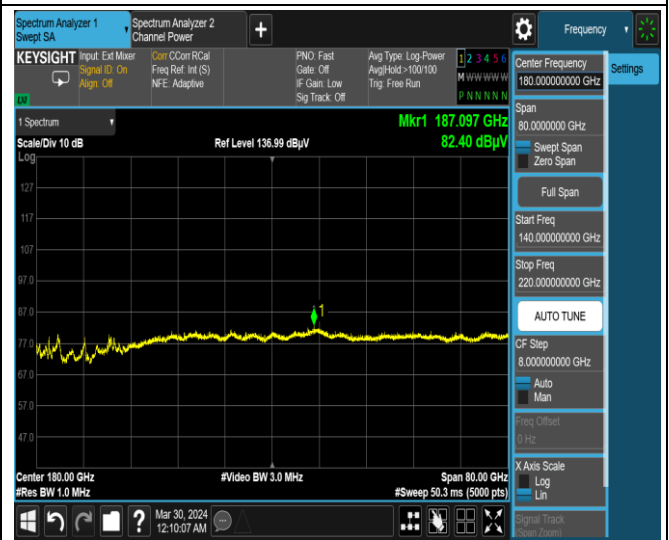 Spectrum Analyzer 1
Swept SA
Spectrum Analyzer 2
Channel Power
Frequency
KEYSIGHT
Input: Ext Mixer
Signal ID: On
Align: Off
Corr CCorr RCal
Freq Ref: Int (S)
NFE: Adaptive
PNO: Fast
Gate: Off
IF Gain: Low
Sig Track: Off
Avg Type: Log-Power
Avg|Hold:>100/100
Trig: Free Run
1 2 3 4 5 6
M W W W W W
P N N N N N
LXI
1 Spectrum
Scale/Div 10 dB
Ref Level 136.99 dBµV
Mkr1 187.097 GHz
82.40 dBµV
Log
127
117
107
97.0
87.0
77.0
67.0
57.0
47.0
1
Center 180.00 GHz
#Res BW 1.0 MHz
#Video BW 3.0 MHz
Span 80.00 GHz
#Sweep 50.3 ms (5000 pts)
?
Mar 30, 2024
12:10:07 AM
Center Frequency
180.000000000 GHz
Settings
Span
80.0000000 GHz
Swept Span
Zero Span
Full Span
Start Freq
140.000000000 GHz
Stop Freq
220.000000000 GHz
AUTO TUNE
CF Step
8.000000000 GHz
Auto
Man
Freq Offset
0 Hz
X Axis Scale
Log
Lin
Signal Track
(Span Zoom)